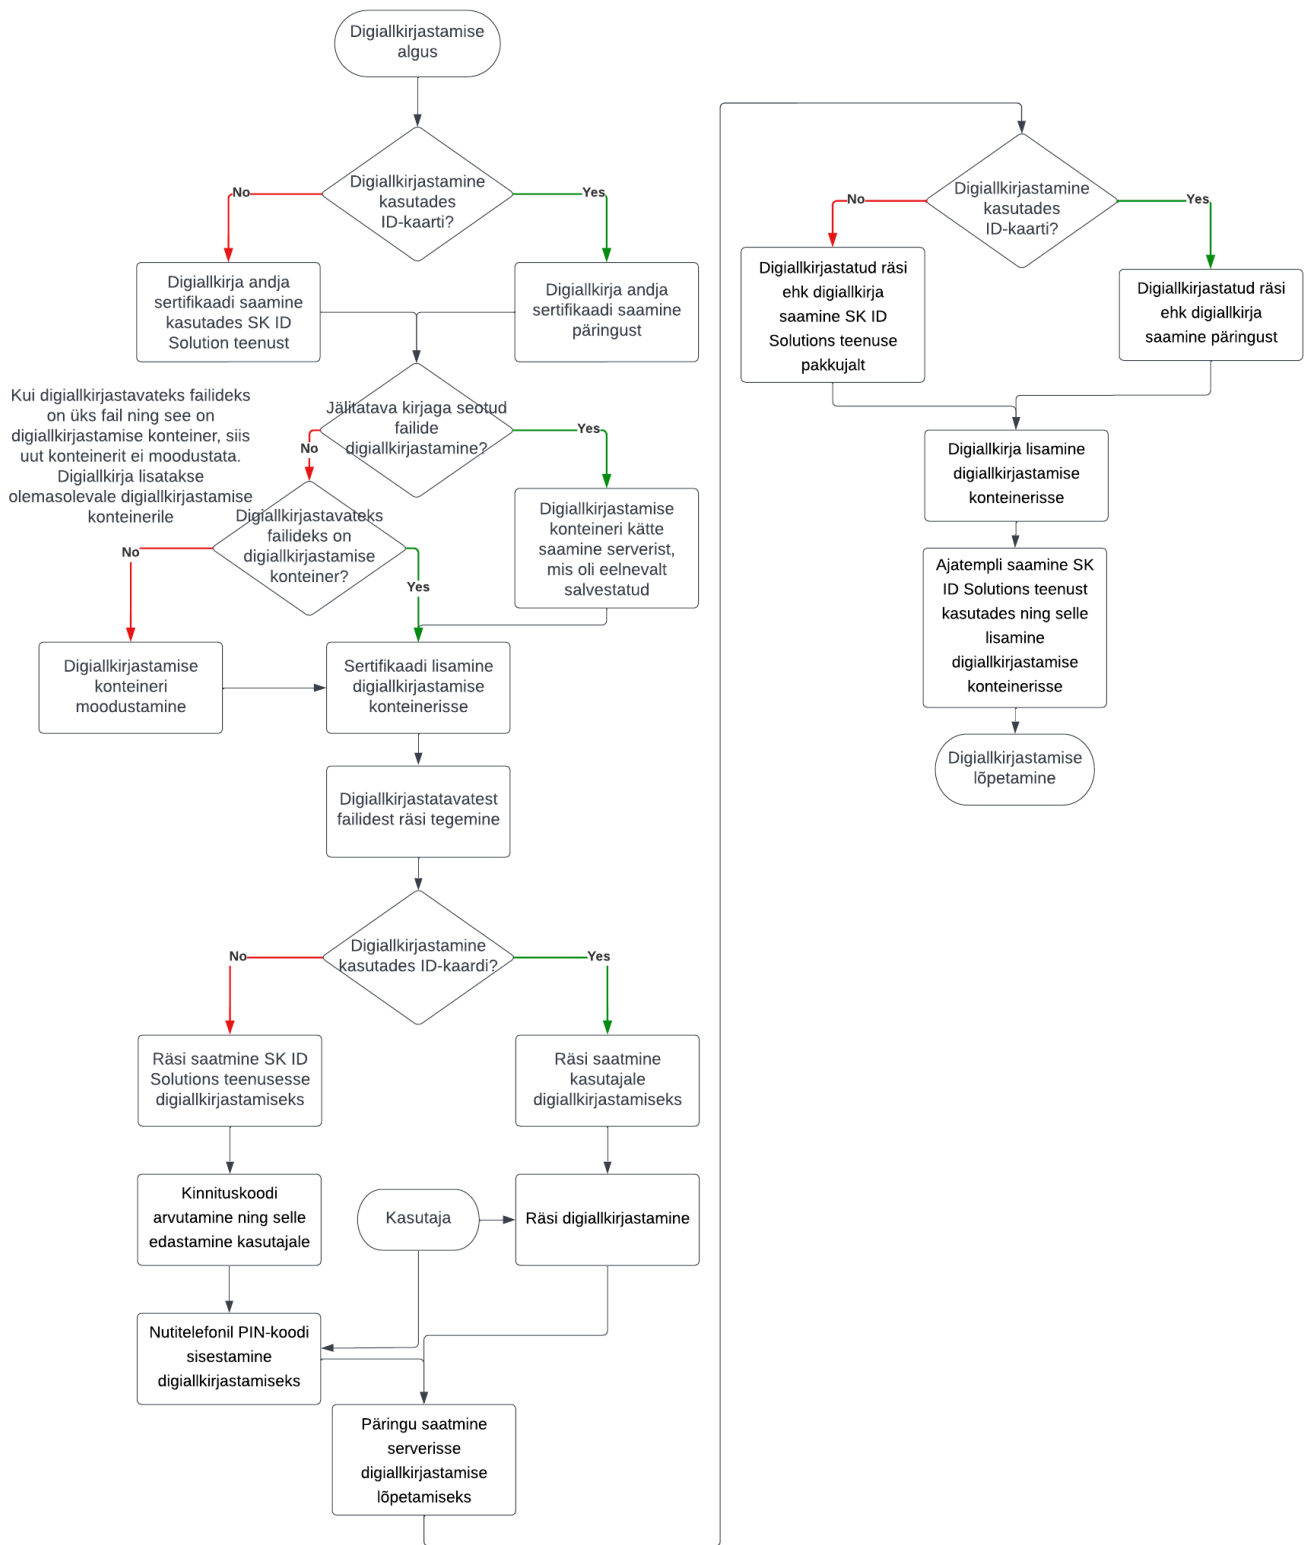 Digiallkirjastamise
algus
Digiallkirjastamine
kasutades
ID-kaarti?
No
Yes
Digiallkirja andja
sertifikaadi saamine
kasutades SK ID
Solution teenust
Digiallkirja andja
sertifikaadi saamine
päringust
Kui digiallkirjastavateks failideks
on üks fail ning see on
digiallkirjastamise konteiner, siis
uut konteinerit ei moodustata.
Digiallkirja lisatakse
olemasolevale digiallkirjastamise
konteinerile
Jälitatava kirjaga seotud
failide
digiallkirjastamine?
No
Yes
Digiallkirjastavateks
failideks on
digiallkirjastamise
konteiner?
No
Yes
Digiallkirjastamise
konteineri kätte
saamine serverist,
mis oli eelnevalt
salvestatud
Digiallkirjastamise
konteineri
moodustamine
Sertifikaadi lisamine
digiallkirjastamise
konteinerisse
Digiallkirjastatavatest
failidest räsi tegemine
Digiallkirjastamine
kasutades ID-kaardi?
No
Yes
Räsi saatmine SK ID
Solutions teenusesse
digiallkirjastamiseks
Räsi saatmine
kasutajale
digiallkirjastamiseks
Kinnituskoodi
arvutamine ning selle
edastamine kasutajale
Kasutaja
Räsi digiallkirjastamine
Nutitelefonil PIN-koodi
sisestamine
digiallkirjastamiseks
Päringu saatmine
serverisse
digiallkirjastamise
lõpetamiseks
Digiallkirjastamine
kasutades
ID-kaarti?
No
Yes
Digiallkirjastatud räsi
ehk digiallkirja
saamine SK ID
Solutions teenuse
pakkujalt
Digiallkirjastatud räsi
ehk digiallkirja
saamine päringust
Digiallkirja lisamine
digiallkirjastamise
konteinerisse
Ajatempli saamine SK
ID Solutions teenust
kasutades ning selle
lisamine
digiallkirjastamise
konteinerisse
Digiallkirjastamise
lõpetamine